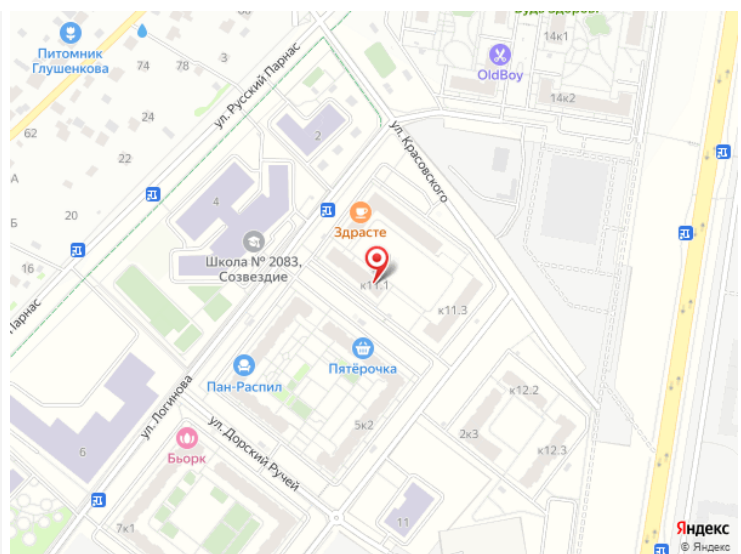 14к1
Питомник
Глушенкова
3
74
78
OldBoy
14к2
ул. Русский Парнас
24
62
2
ул. Красовского
22
А
4
20
Б
Здрасте
Школа № 2083,
Созвездие
16
к11.1
к11.3
Парнас
Пятёрочка
Пан-Распил
к12.2
ул. Логинова
5к2
2к3
ул. Дорский Ручей
к12.3
6
Бьорк
11
7к1
Яндекс
© Яндекс